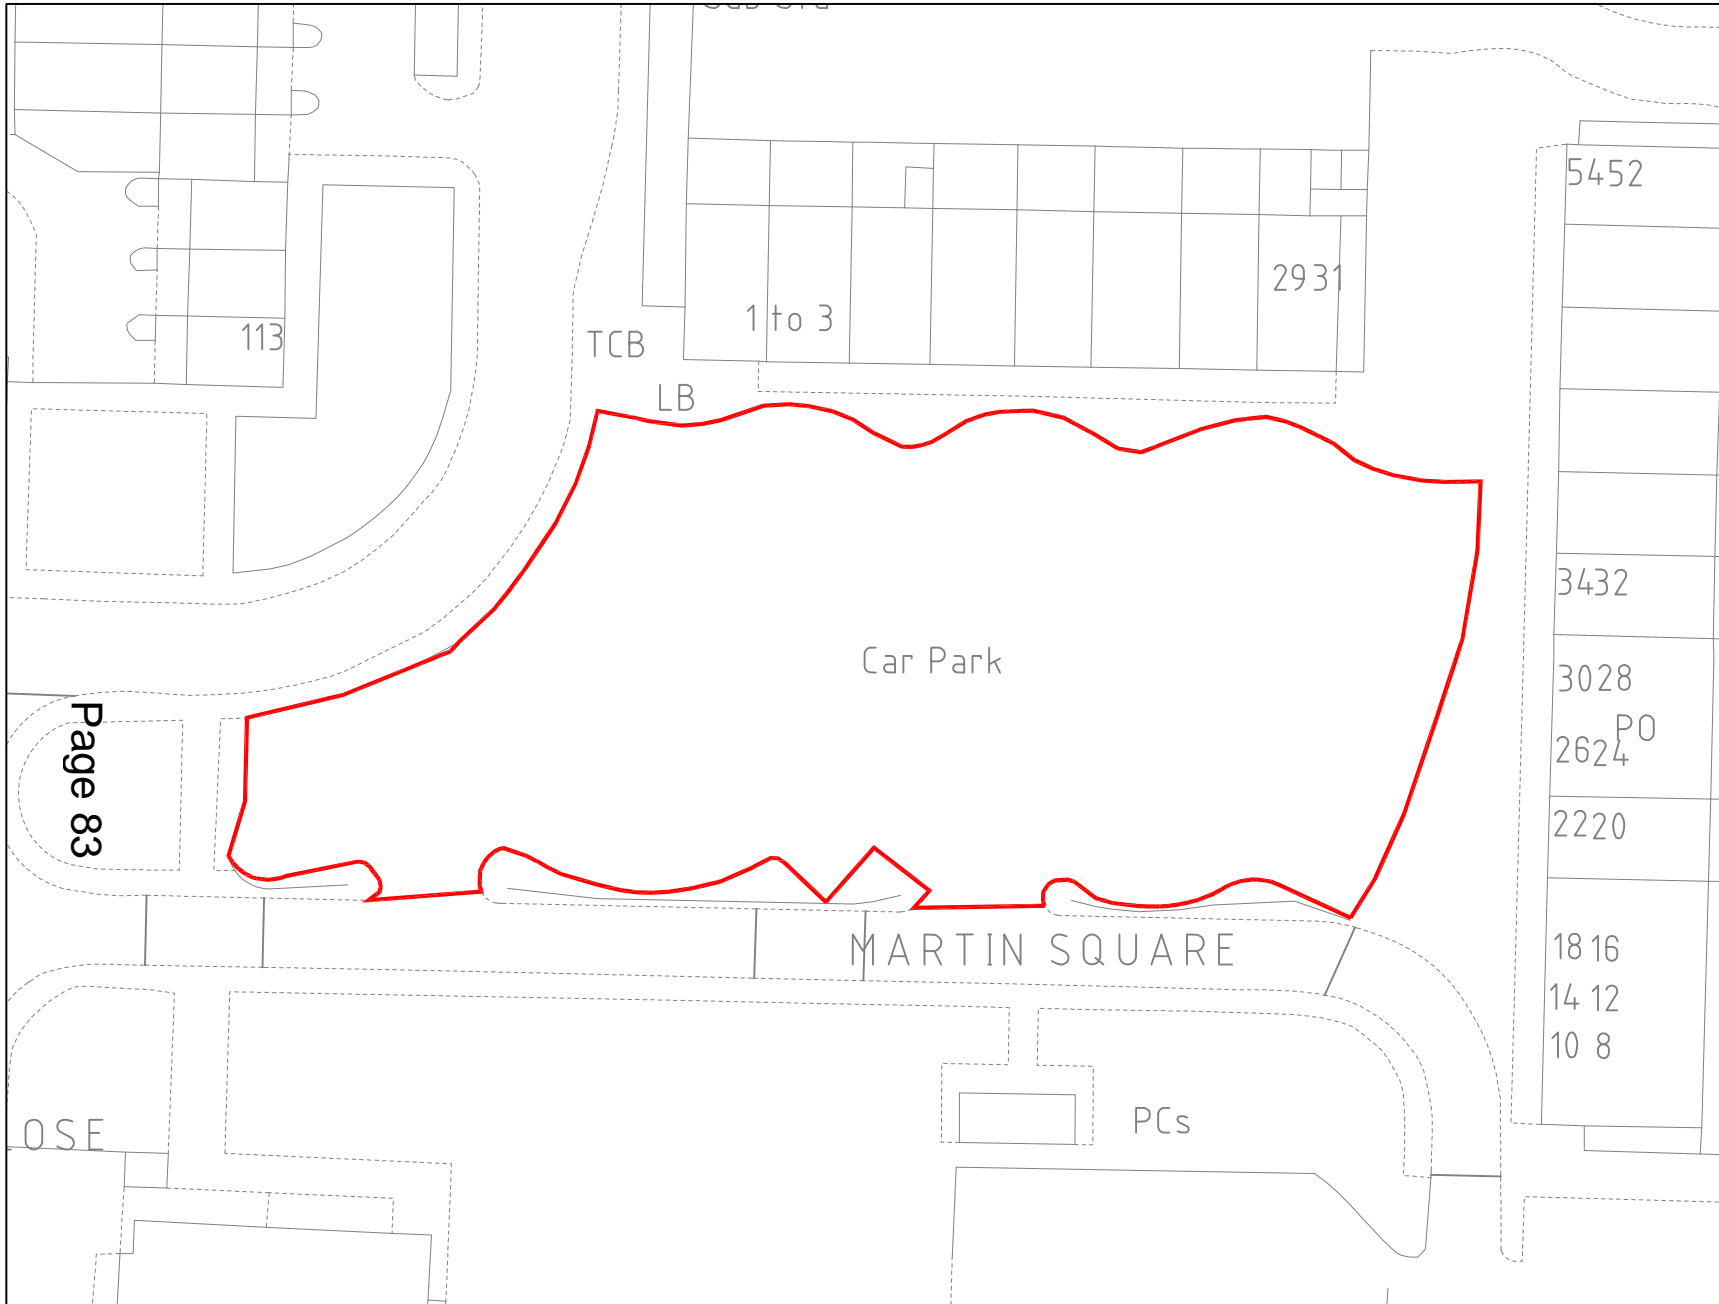 5452
2931
1 to 3
113
TCB
LB
3432
Car Park
3028
PO
2624
Page 83
2220
MARTIN SQUARE
18 16
14 12
10 8
PCs
OSE